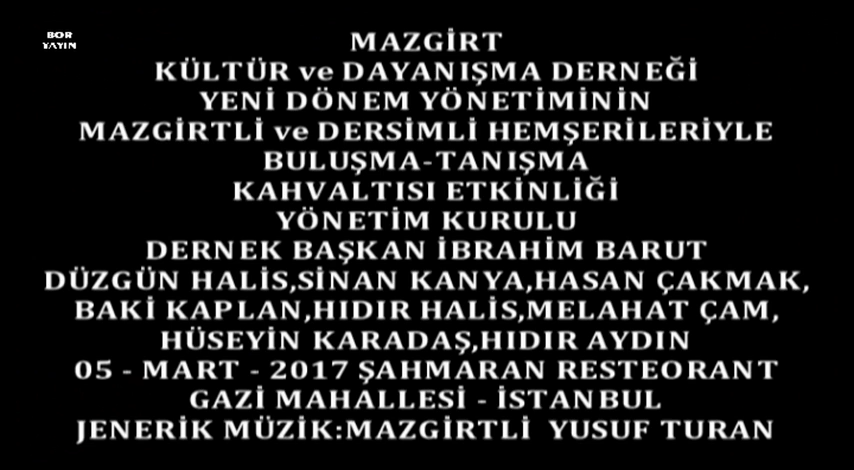 BOR
YAYIN
MAZGİRT
KÜLTÜR ve DAYANIŞMA DERNEĞİ
YENİ DÖNEM YÖNETİMİNİN
MAZGİRTLİ ve DERSİMLİ HEMŞERİLERİYLE
BULUŞMA-TANIŞMA
KAHVALTISI ETKİNLİĞİ
YÖNETİM KURULU
DERNEK BAŞKAN İBRAHİM BARUT
DÜZGÜN HALİS,SİNAN KANYA,HASAN ÇAKMAK,
BAKİ KAPLAN,HIDIR HALİS,MELAHAT ÇAM,
HÜSEYİN KARADAŞ,HIDIR AYDIN
05 - MART - 2017 ŞAHMARAN RESTEORANT
GAZİ MAHALLESİ - İSTANBUL
JENERİK MÜZİK:MAZGİRTLİ YUSUF TURAN